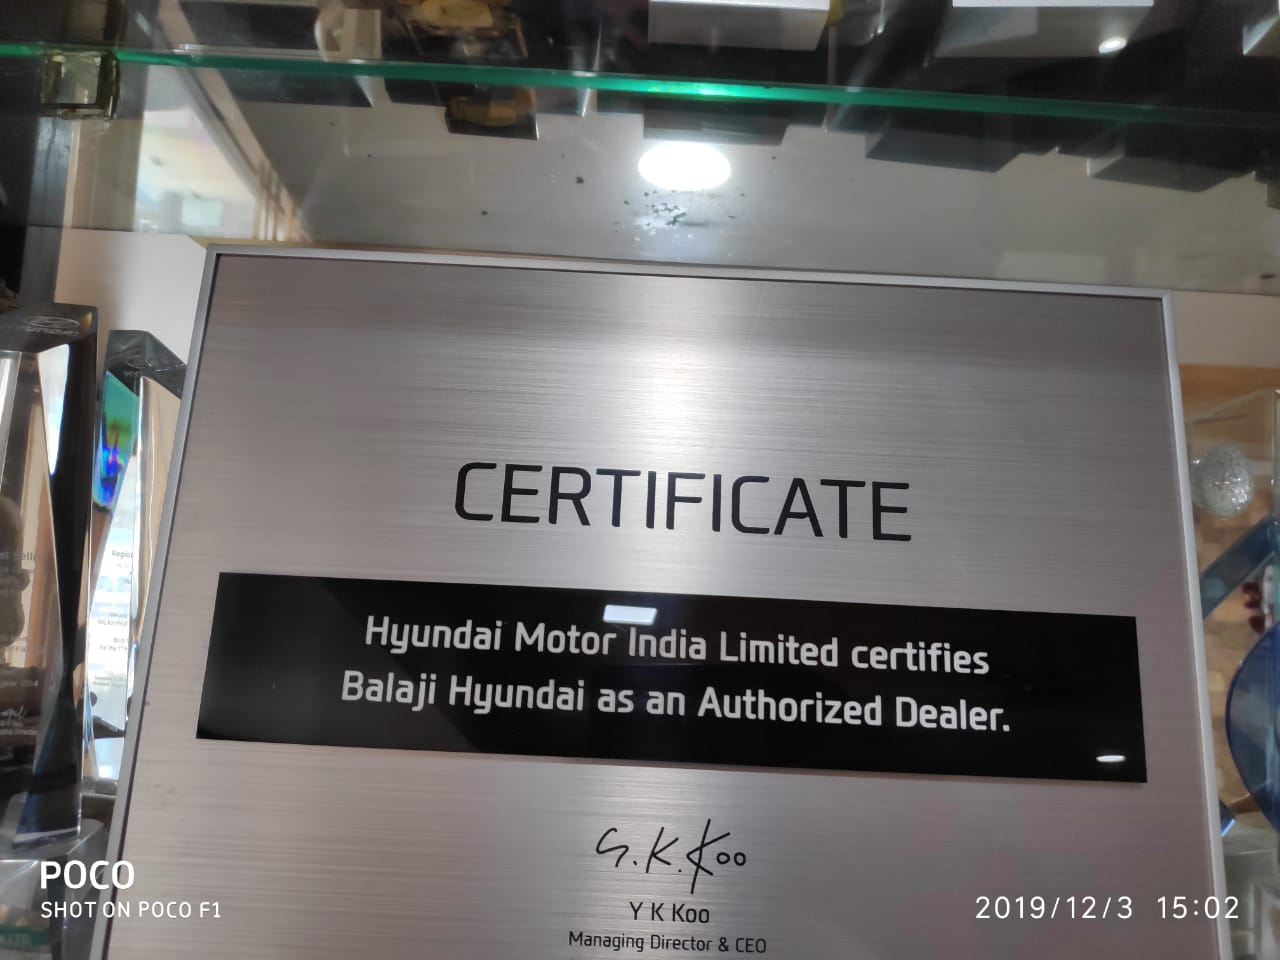 CERTIFICATE
Hyundai Motor India Limited certifies
Balaji Hyundai as an Authorized Dealer.
Y K Koo
Managing Director & CEO
POCO
SHOT ON POCO F1
2019/12/3 15:02